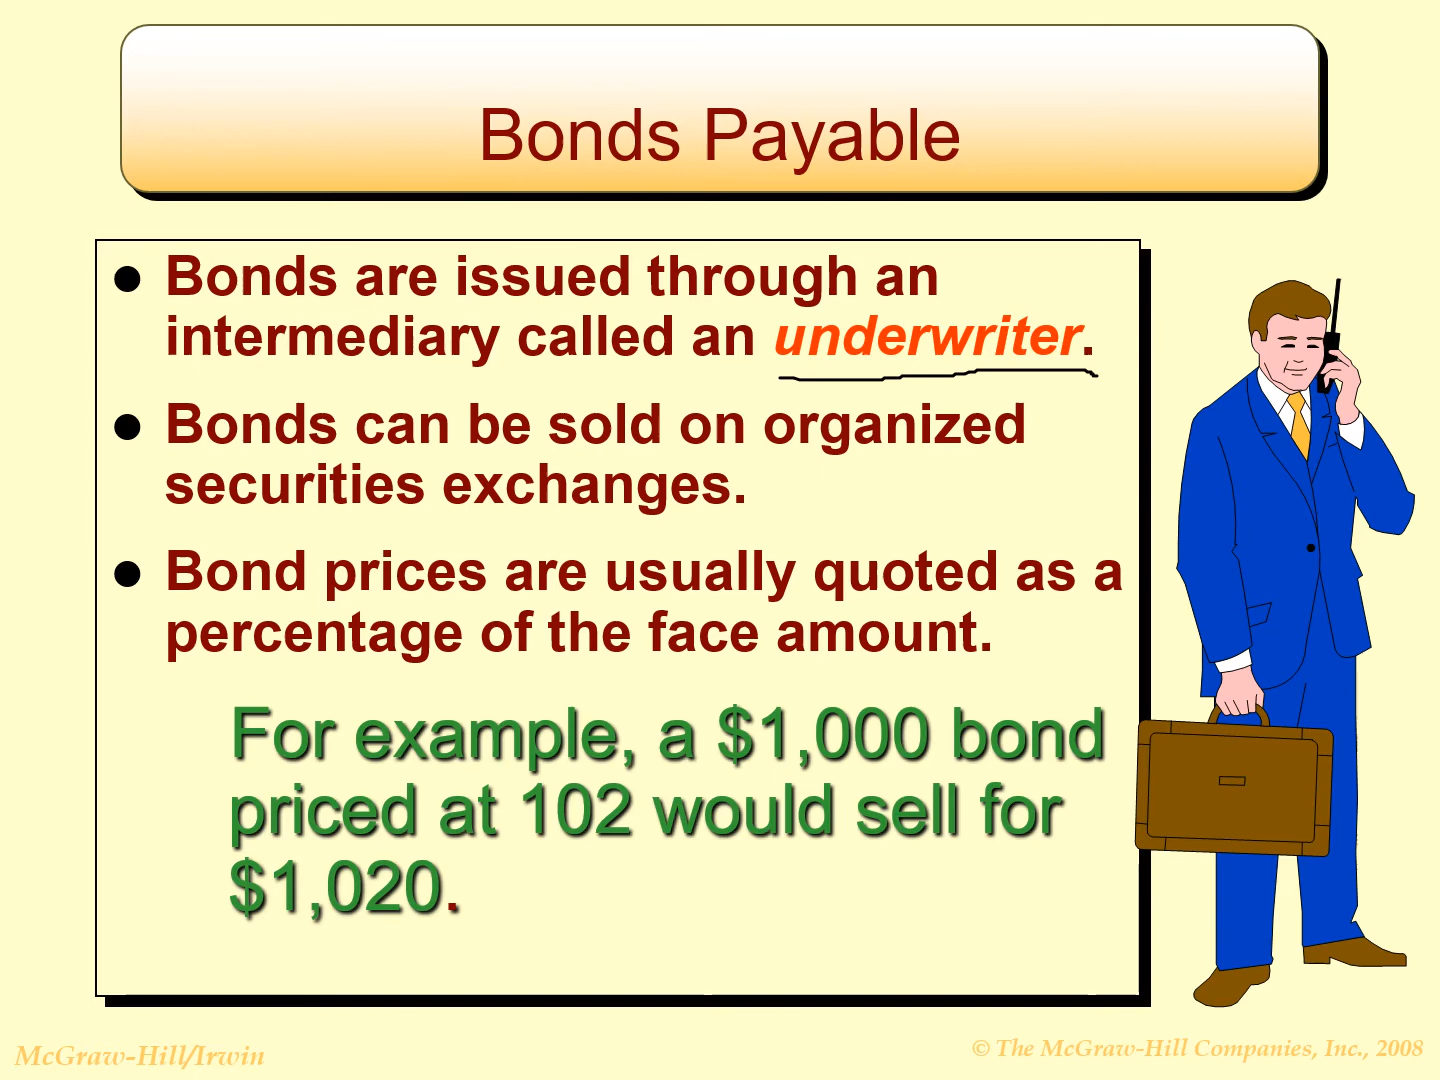 Bonds Payable
Bonds are issued through an
intermediary called an underwriter.
Bonds can be sold on organized
securities exchanges.
Bond prices are usually quoted as a
percentage of the face amount.
For example, a $1,000 bond
priced at 102 would sell for
$1,020.
McGraw-Hill/Irwin
© The McGraw-Hill Companies, Inc., 2008